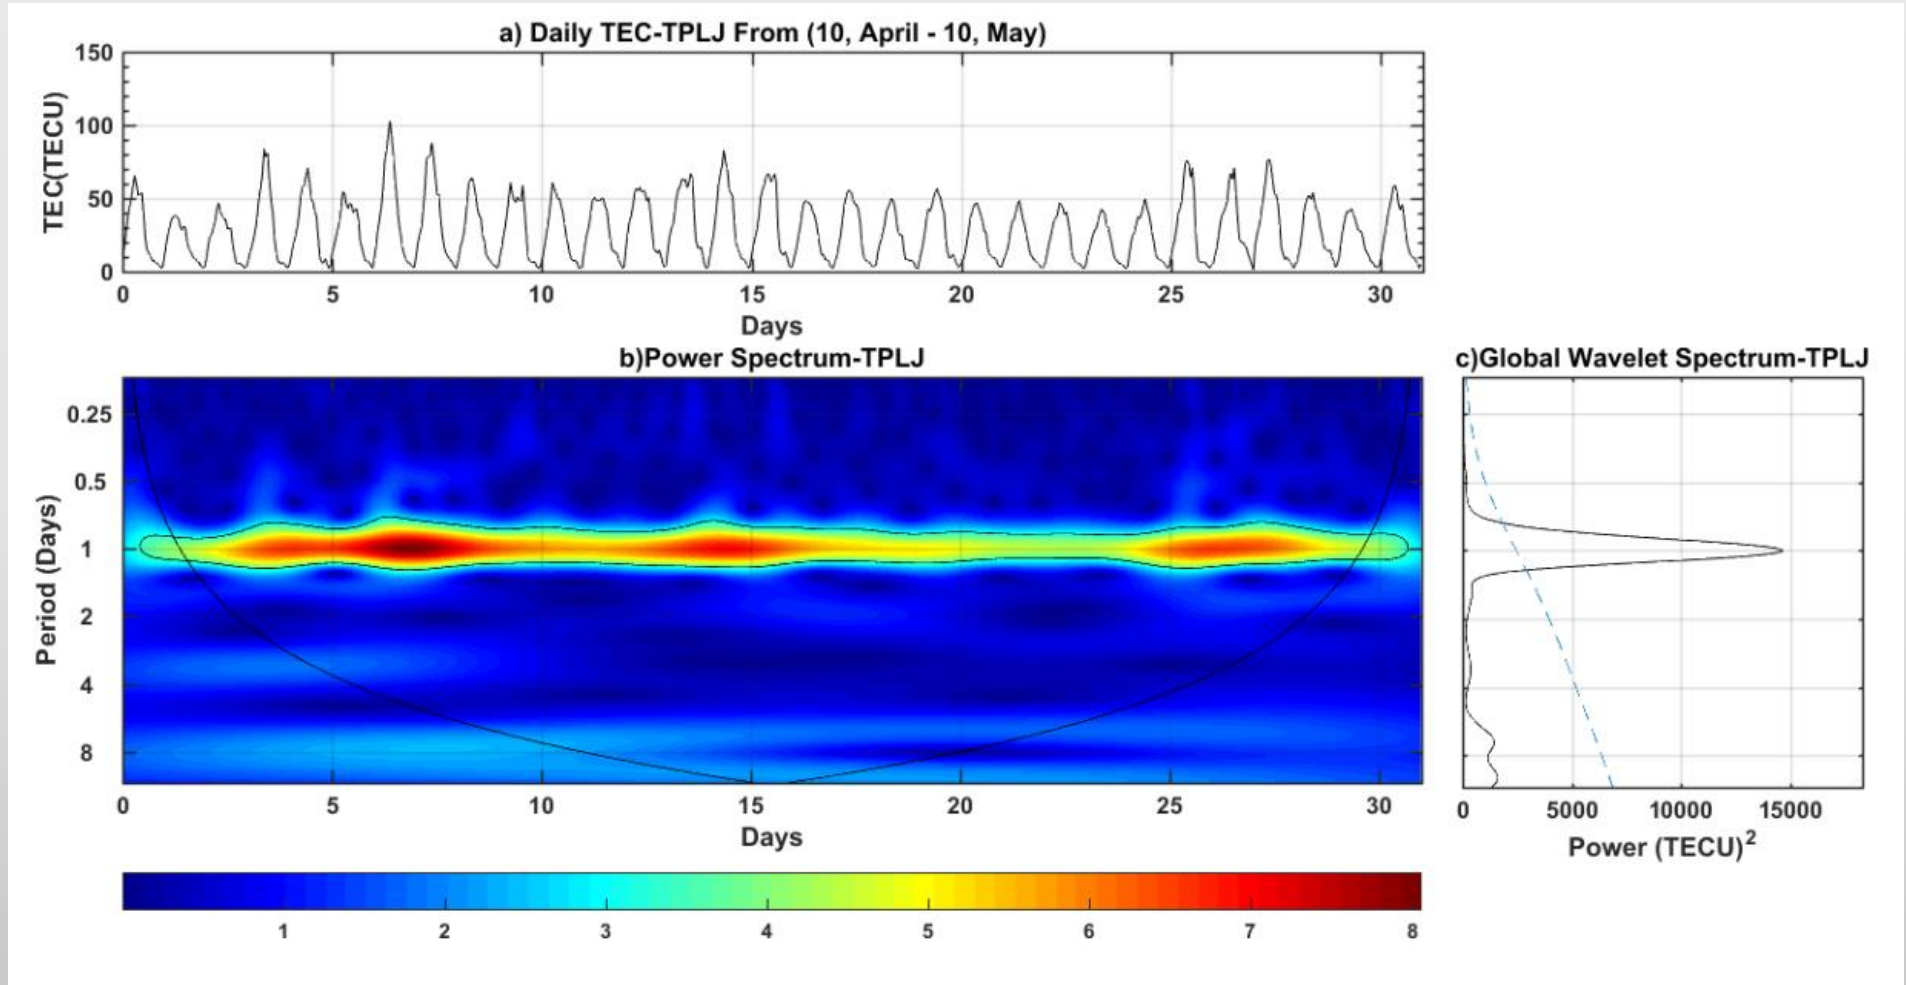 a) Daily TEC-TPLJ From (10, April - 10, May)
150
100
50
0
TEC(TECU)
0 5 10 15 20 25 30
Days
b)Power Spectrum-TPLJ
0.25
0.5
1
2
4
8
Period (Days)
0 5 10 15 20 25 30
Days
1 2 3 4 5 6 7 8
c)Global Wavelet Spectrum-TPLJ
0 5000 10000 15000
Power (TECU)²